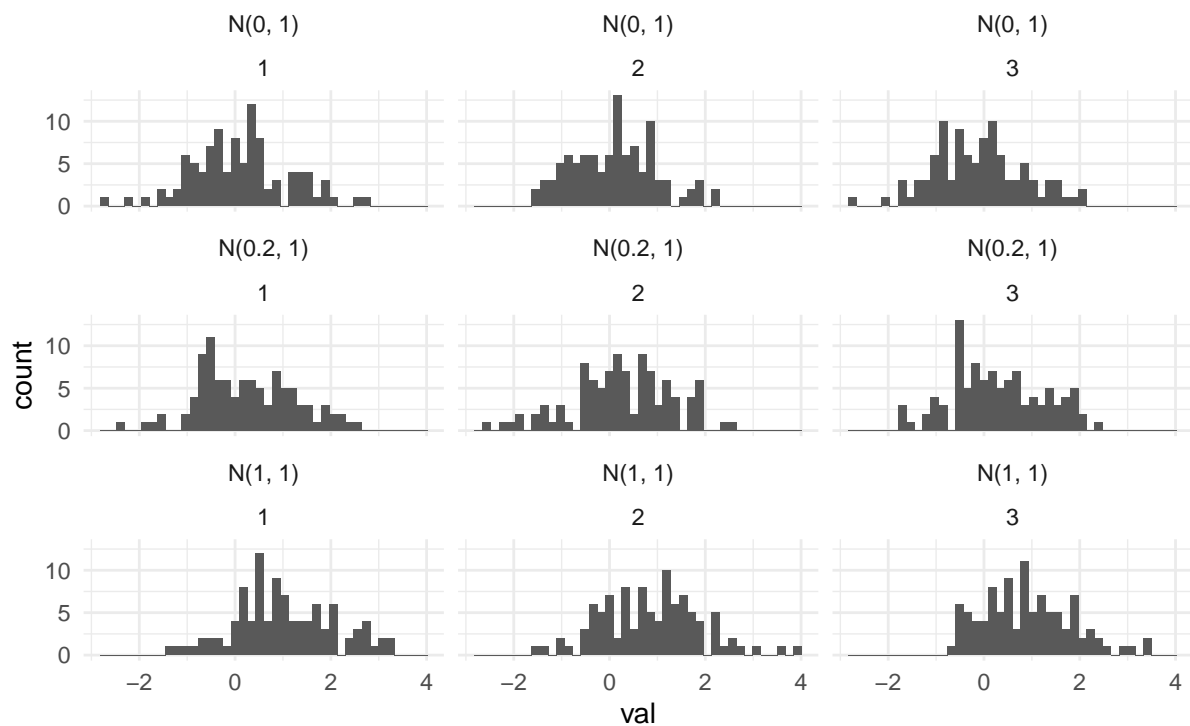 N(0, 1) N(0, 1) N(0, 1)
1 2 3
10
5
0
N(0.2, 1) N(0.2, 1) N(0.2, 1)
1 2 3
10
5
0
count
N(1, 1) N(1, 1) N(1, 1)
1 2 3
10
5
0
−2 0 2 4 −2 0 2 4 −2 0 2 4
val